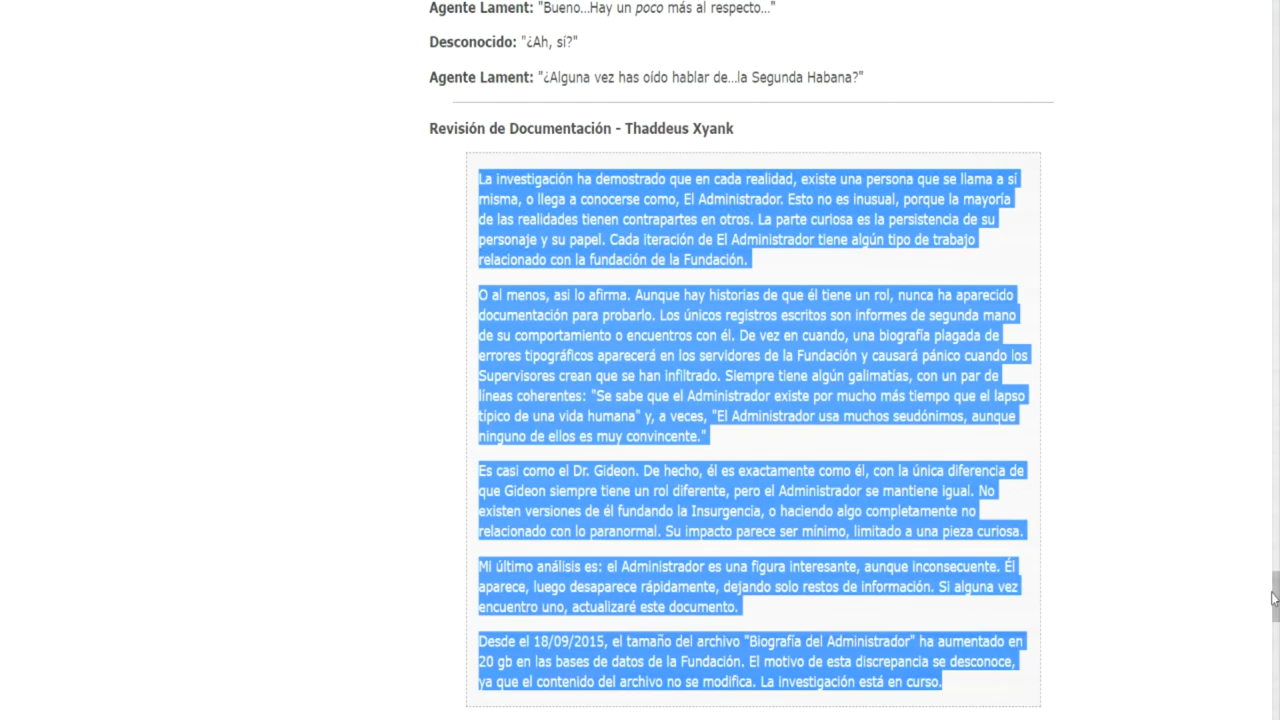 Agente Lament: "Bueno...Hay un poco más al respecto..."
Desconocido: "¿Ah, sí?"
Agente Lament: "¿Alguna vez has oído hablar de...la Segunda Habana?"
Revisión de Documentación - Thaddeus Xyank
La investigación ha demostrado que en cada realidad, existe una persona que se llama a sí
misma, o llega a conocerse como, El Administrador. Esto no es inusual, porque la mayoría
de las realidades tienen contrapartes en otros. La parte curiosa es la persistencia de su
personaje y su papel. Cada iteración de El Administrador tiene algún tipo de trabajo
relacionado con la fundación de la Fundación.
O al menos, asi lo afirma. Aunque hay historias de que él tiene un rol, nunca ha aparecido
documentación para probarlo. Los únicos registros escritos son informes de segunda mano
de su comportamiento o encuentros con él. De vez en cuando, una biografía plagada de
errores tipográficos aparecerá en los servidores de la Fundación y causará pánico cuando los
Supervisores crean que se han infiltrado. Siempre tiene algún galimatías, con un par de
líneas coherentes: "Se sabe que el Administrador existe por mucho más tiempo que el lapso
típico de una vida humana" y, a veces, "El Administrador usa muchos seudónimos, aunque
ninguno de ellos es muy convincente."
Es casi como el Dr. Gideon. De hecho, él es exactamente como él, con la única diferencia de
que Gideon siempre tiene un rol diferente, pero el Administrador se mantiene igual. No
existen versiones de él fundando la Insurgencia, o haciendo algo completamente no
relacionado con lo paranormal. Su impacto parece ser mínimo, limitado a una pieza curiosa.
Mi último análisis es: el Administrador es una figura interesante, aunque inconsecuente. Él
aparece, luego desaparece rápidamente, dejando solo restos de información. Si alguna vez
encuentro uno, actualizaré este documento.
Desde el 18/09/2015, el tamaño del archivo "Biografía del Administrador" ha aumentado en
20 gb en las bases de datos de la Fundación. El motivo de esta discrepancia se desconoce,
ya que el contenido del archivo no se modifica. La investigación está en curso.